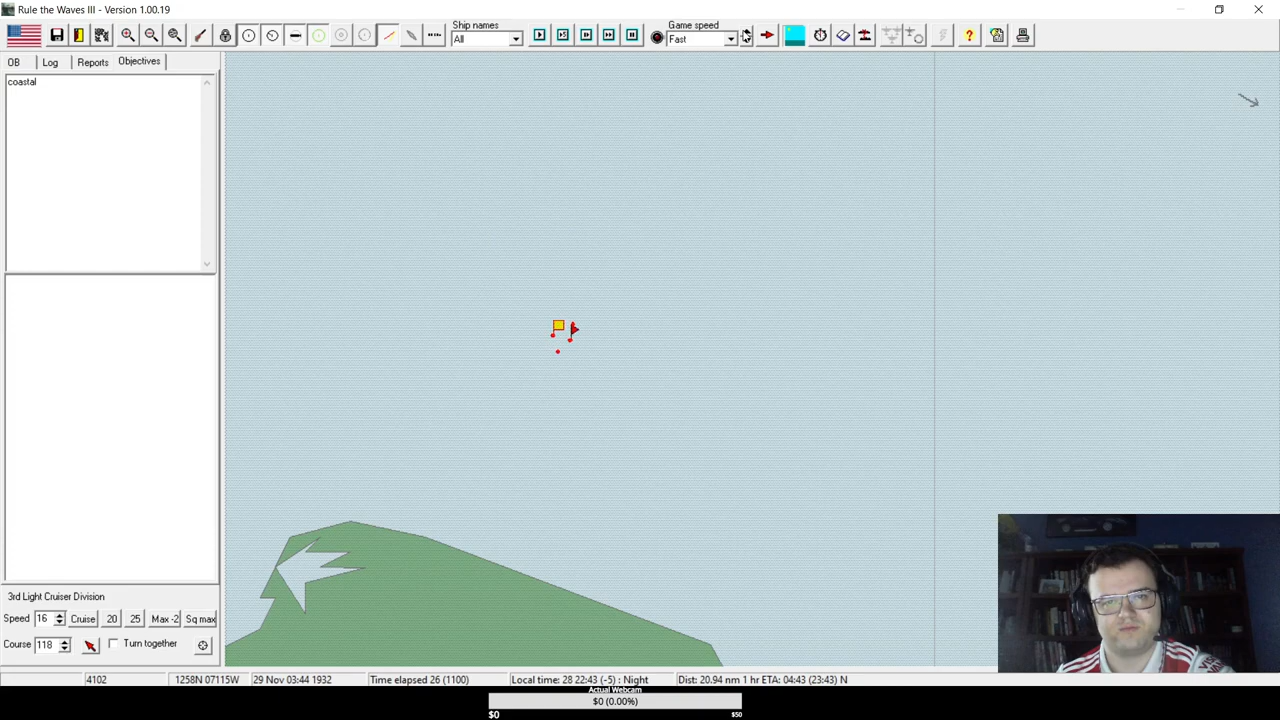 Rule the Waves III - Version 1.00.19
Ship names
All
Game speed
Fast
OB
Log
Reports
Objectives
coastal
3rd Light Cruiser Division
Speed
16
Cruise
20
25
Max -2
Sq max
Course
118
Turn together
4102
1258N 07115W
29 Nov 03:44 1932
Time elapsed 26 (1100)
Local time: 28 22:43 (-5) : Night
Dist: 20.94 nm 1 hr ETA: 04:43 (23:43) N
Actual Webcam
$0 (0.00%)
$0
$50